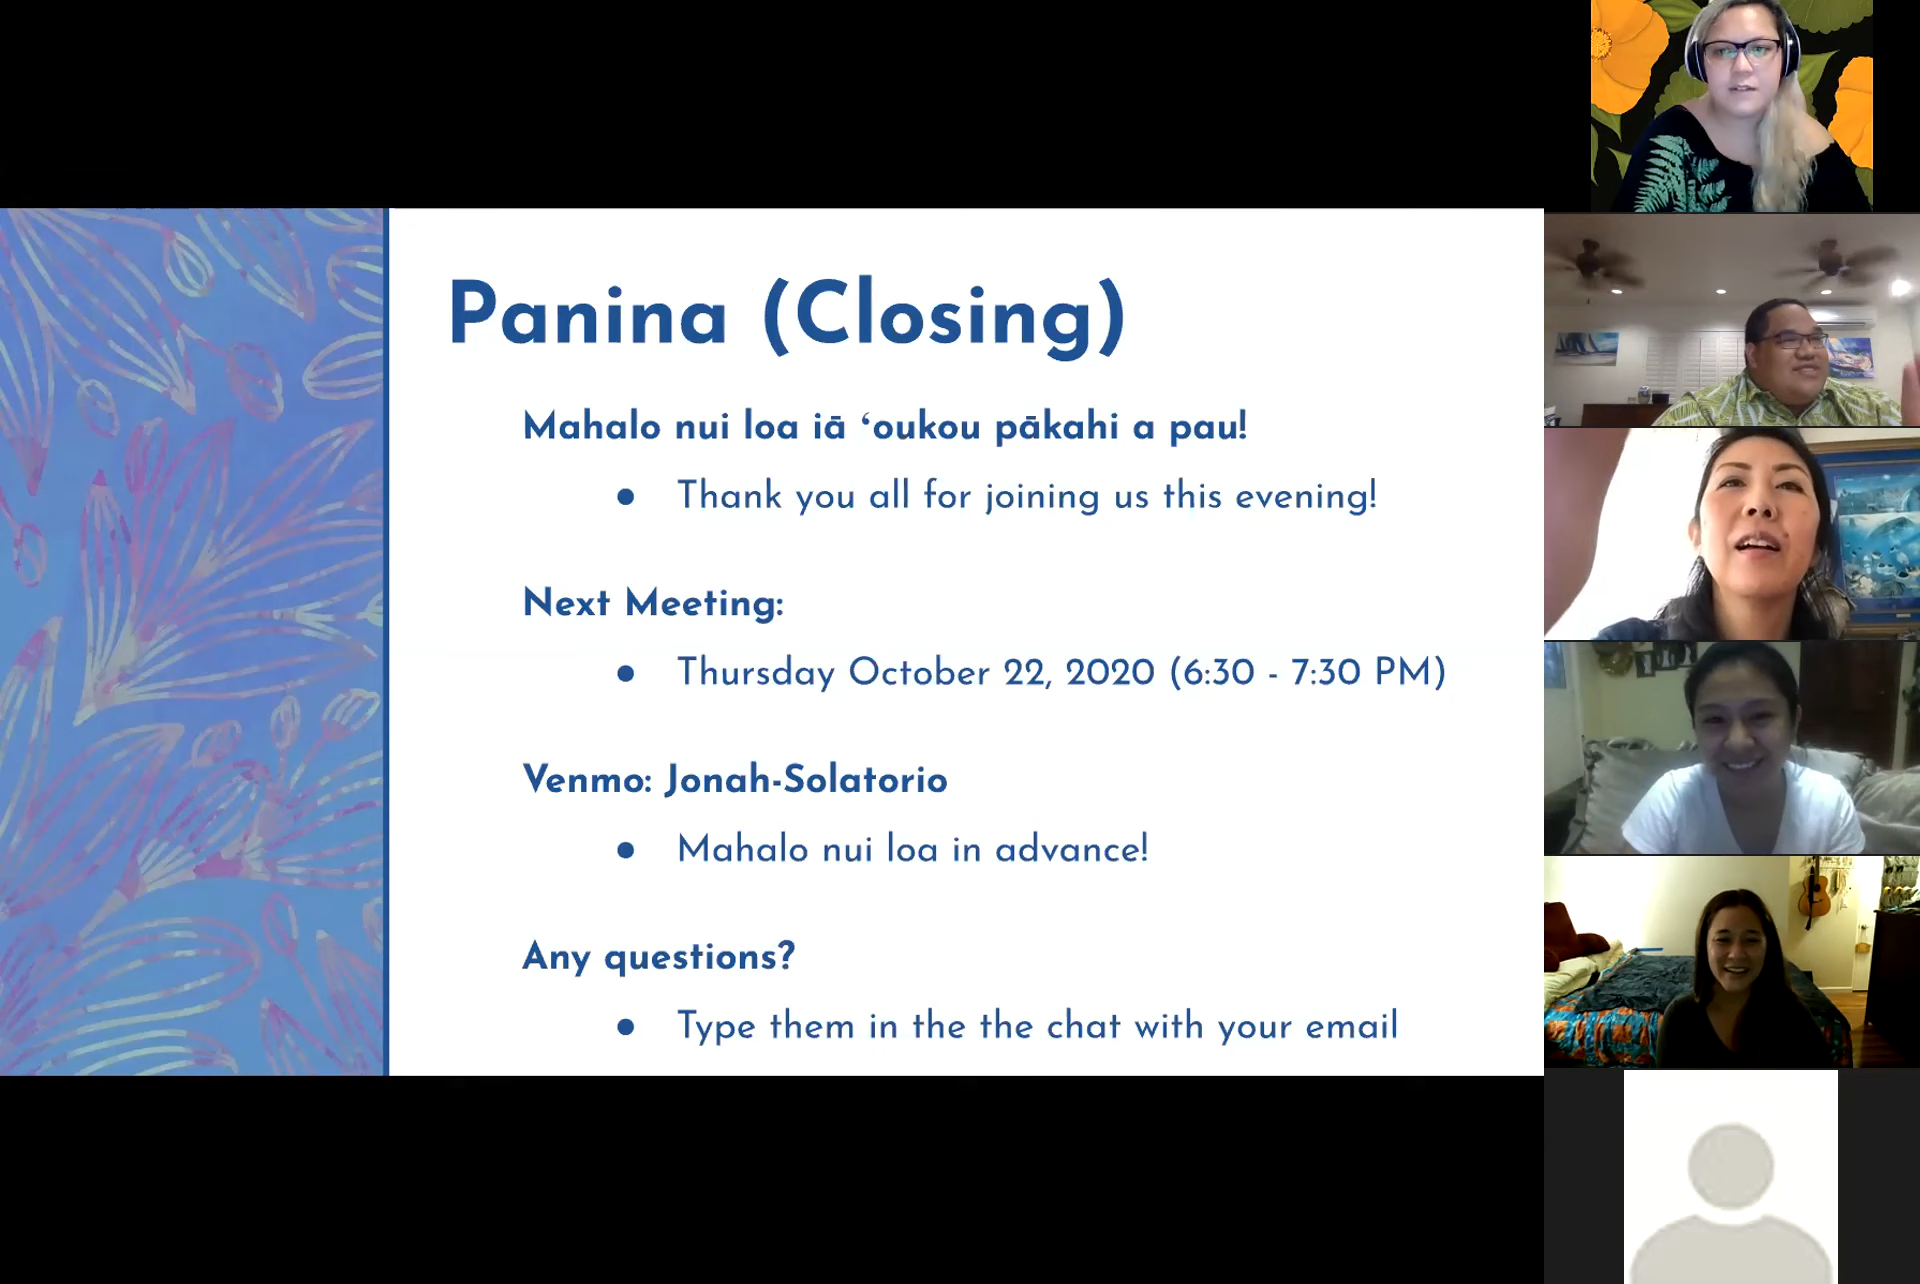 Panina (Closing)
Mahalo nui loa iā ʻoukou pākahi a pau!
● Thank you all for joining us this evening!
Next Meeting:
● Thursday October 22, 2020 (6:30 - 7:30 PM)
Venmo: Jonah-Solatorio
● Mahalo nui loa in advance!
Any questions?
● Type them in the the chat with your email